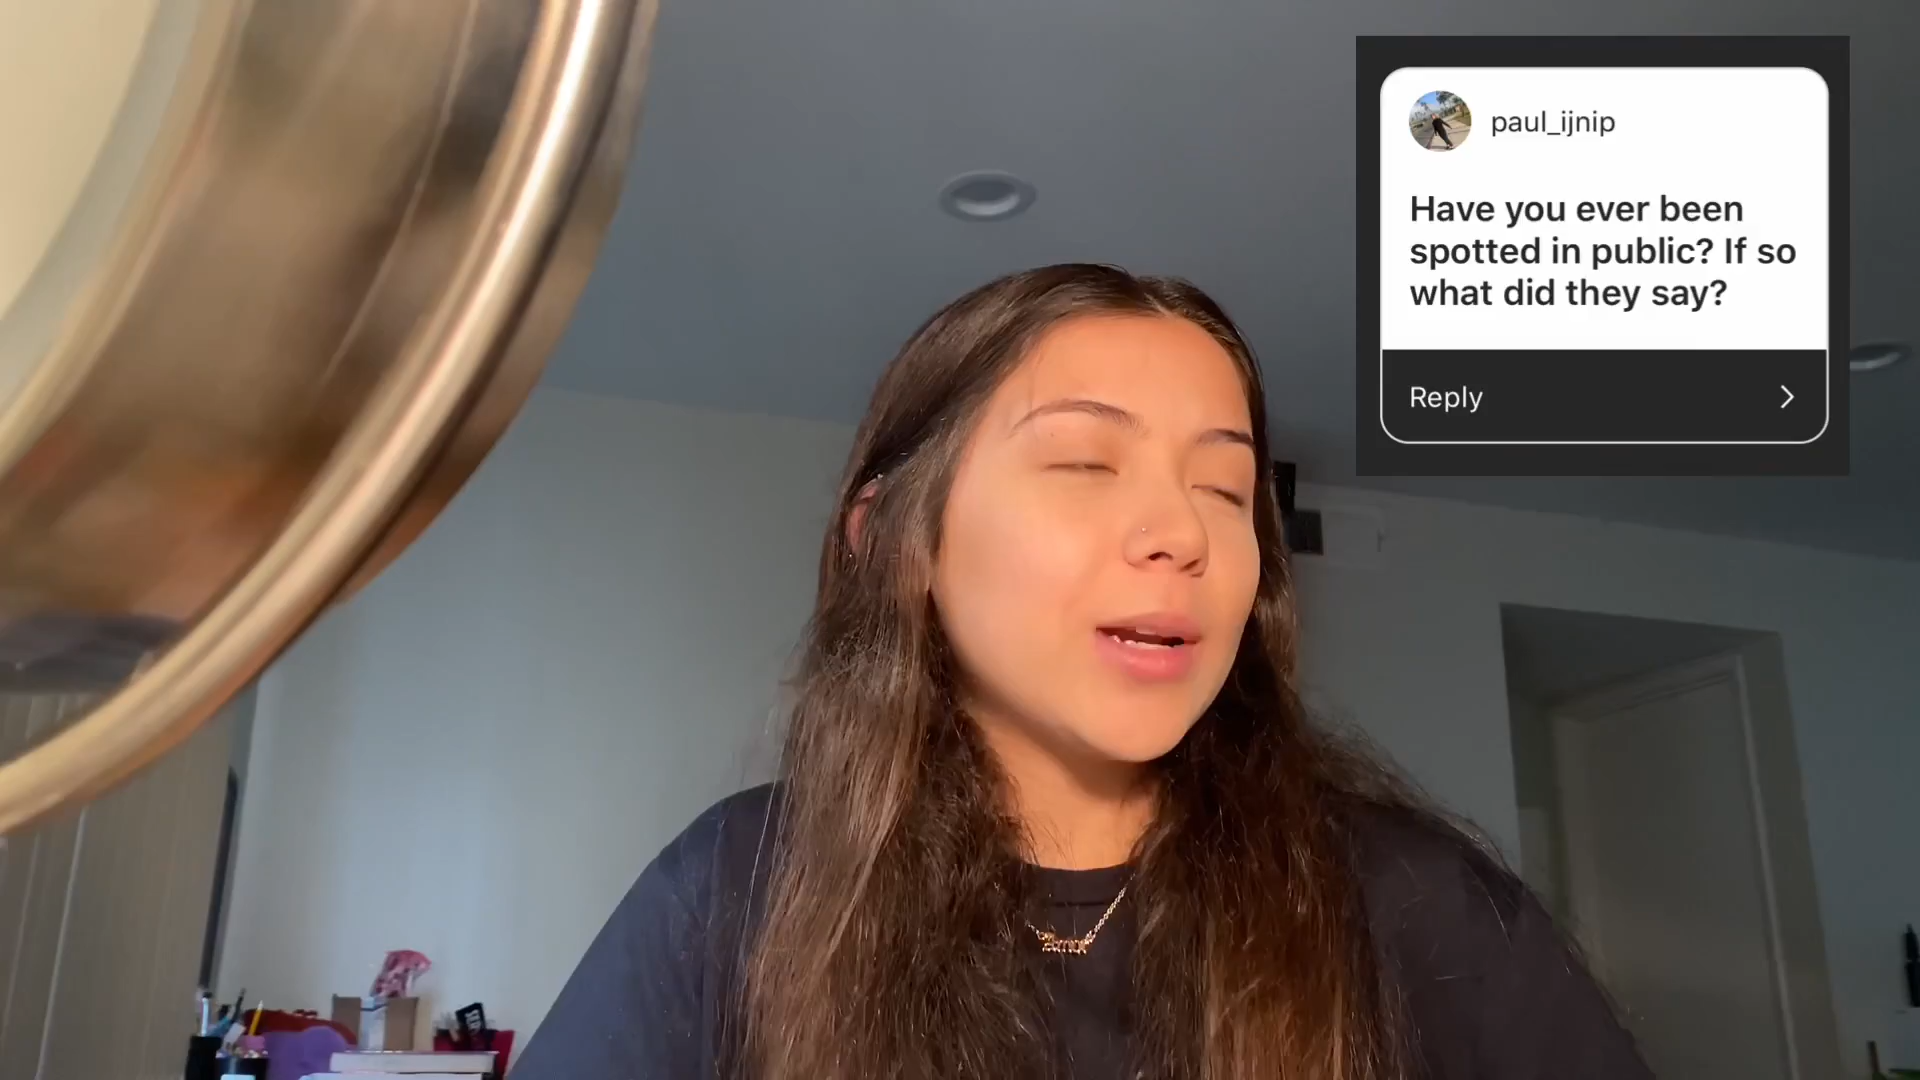 paul_ijnip
Have you ever been
spotted in public? If so
what did they say?
Reply